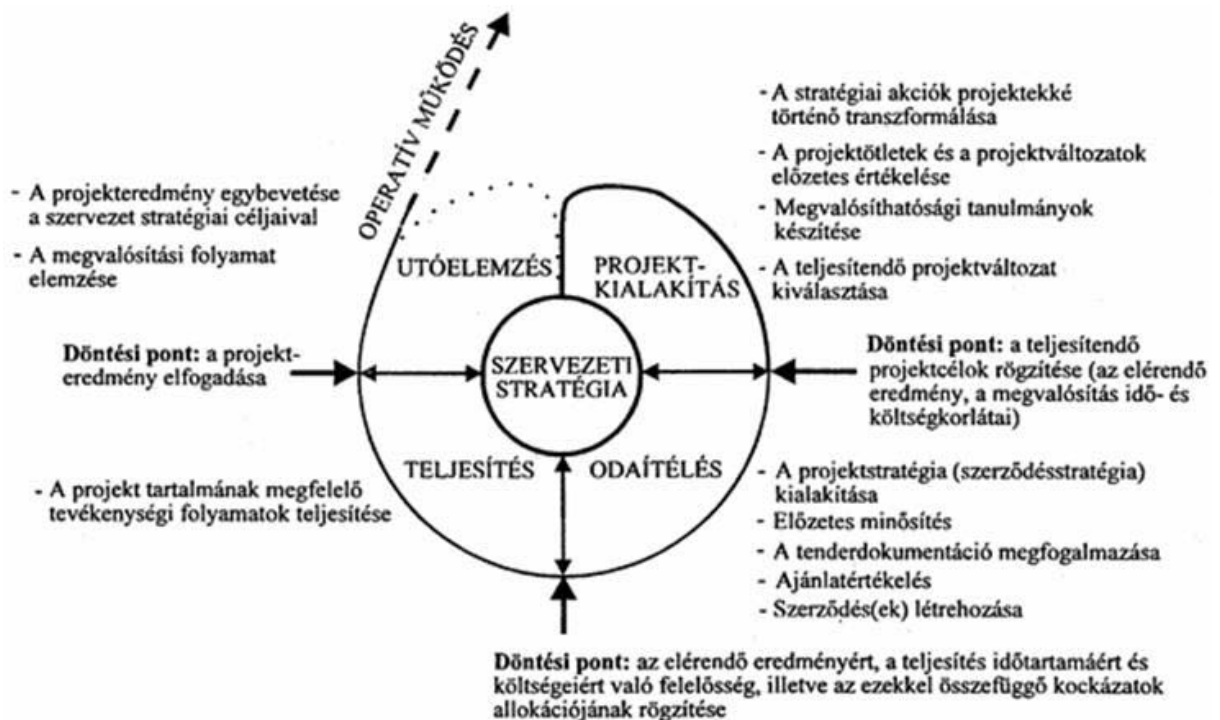 OPERATÍV MŰKÖDÉS
- A stratégiai akciók projektekké
történő transzformálása
- A projektötletek és a projektváltozatok
előzetes értékelése
- Megvalósíthatósági tanulmányok
készítése
- A teljesítendő projektváltozat
kiválasztása
- A projekteredmény egybevetése
a szervezet stratégiai céljaival
- A megvalósítási folyamat
elemzése
UTÓELEMZÉS
PROJEKT-
KIALAKÍTÁS
Döntési pont: a projekt-
eredmény elfogadása
SZERVEZETI
STRATÉGIA
Döntési pont: a teljesítendő
projektcélok rögzítése (az elérendő
eredmény, a megvalósítás idő- és
költségkorlátai)
TELJESÍTÉS
ODAÍTÉLÉS
- A projekt tartalmának megfelelő
tevékenységi folyamatok teljesítése
- A projektstratégia (szerződésstratégia)
kialakítása
- Előzetes minősítés
- A tenderdokumentáció megfogalmazása
- Ajánlatértékelés
- Szerződés(ek) létrehozása
Döntési pont: az elérendő eredményért, a teljesítés időtartamáért és
költségeiért való felelősség, illetve az ezekkel összefüggő kockázatok
allokációjának rögzítése